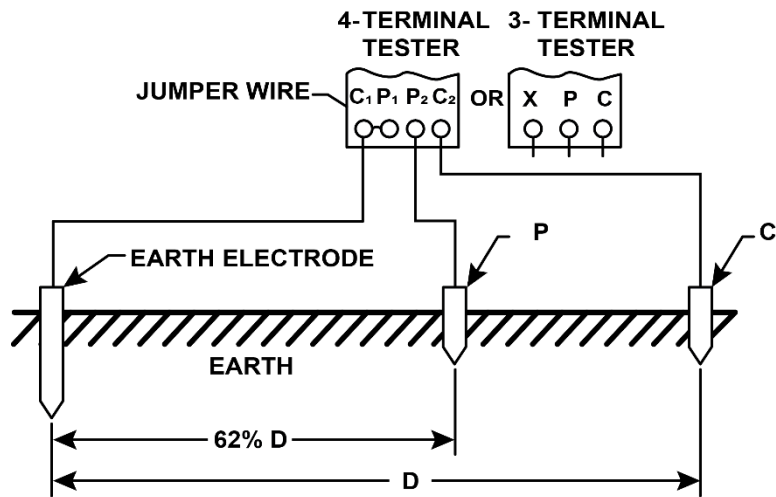 4-TERMINAL TESTER
3- TERMINAL TESTER
JUMPER WIRE
C₁ P₁ P₂ C₂
OR
X P C
P
C
EARTH ELECTRODE
EARTH
62% D
D